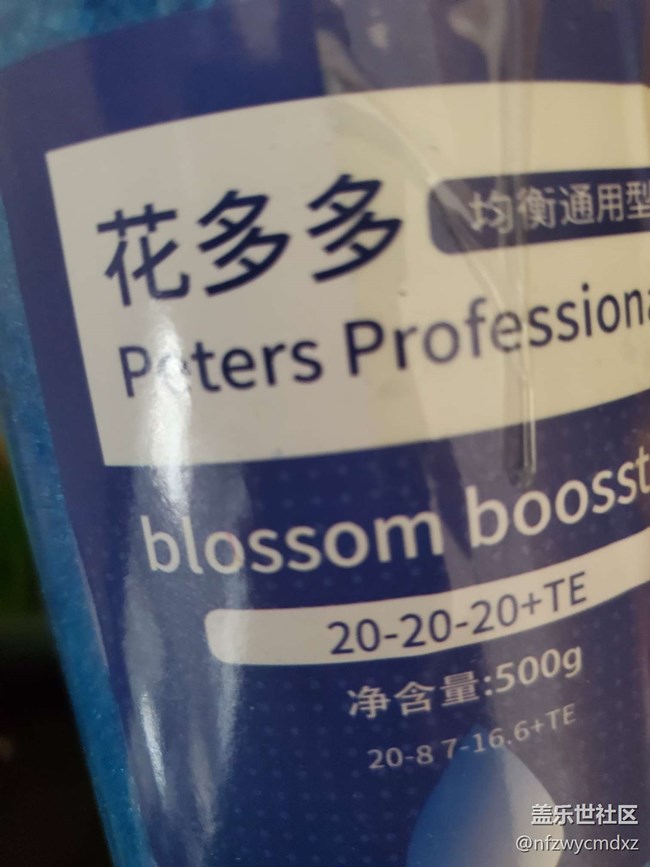 花多多
均衡通用型
Peters Professiona
blossom boosst
20-20-20+TE
净含量:500g
20-8 7-16.6+TE
盖乐世社区
@nfzwycmdxz